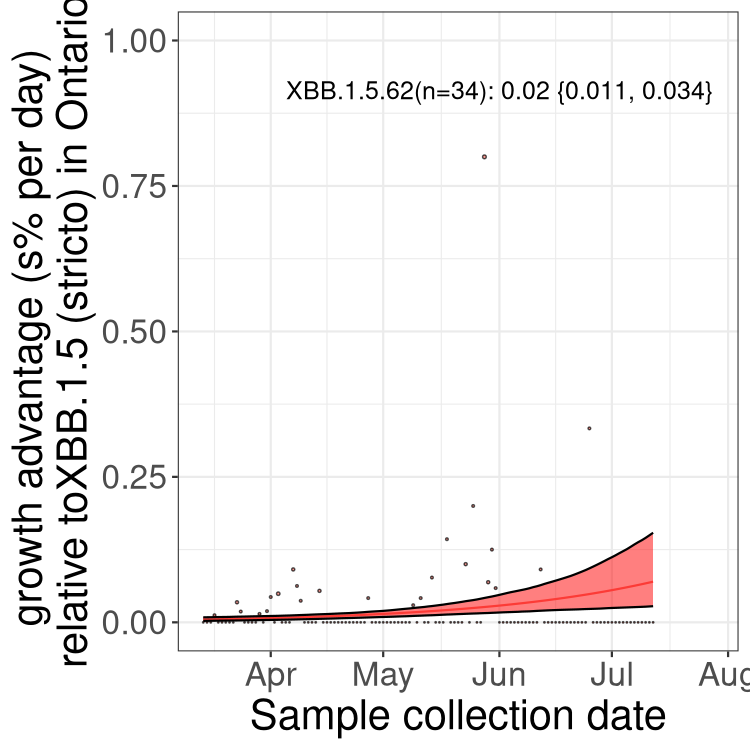 growth advantage (s% per day)
relative toXBB.1.5 (stricto) in Ontario
1.00
0.75
0.50
0.25
0.00
XBB.1.5.62(n=34): 0.02 {0.011, 0.034}
Apr May Jun Jul Aug
Sample collection date